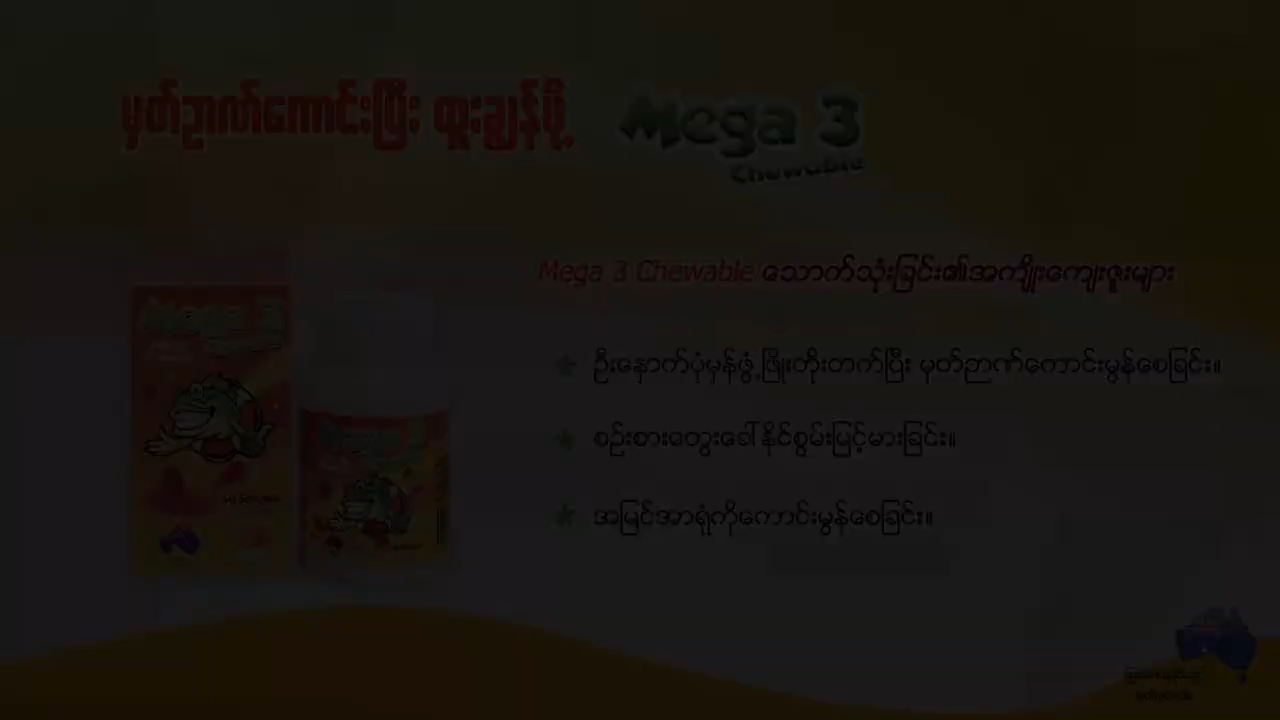 မှတ်ဉာဏ်ကောင်းပြီး ထူးချွန်ဖို့ Mega 3
Chewable
Mega 3 Chewable သောက်သုံးခြင်း၏အကျိုးကျေးဇူးများ
ဦးနှောက်ပုံမှန်ဖွံ့ဖြိုးတိုးတက်ပြီး မှတ်ဉာဏ်ကောင်းမွန်စေခြင်း။
စဉ်းစားတွေးခေါ်နိုင်စွမ်းမြင့်မားခြင်း။
အမြင်အာရုံကိုကောင်းမွန်စေခြင်း။
Mega 3
Mega 3